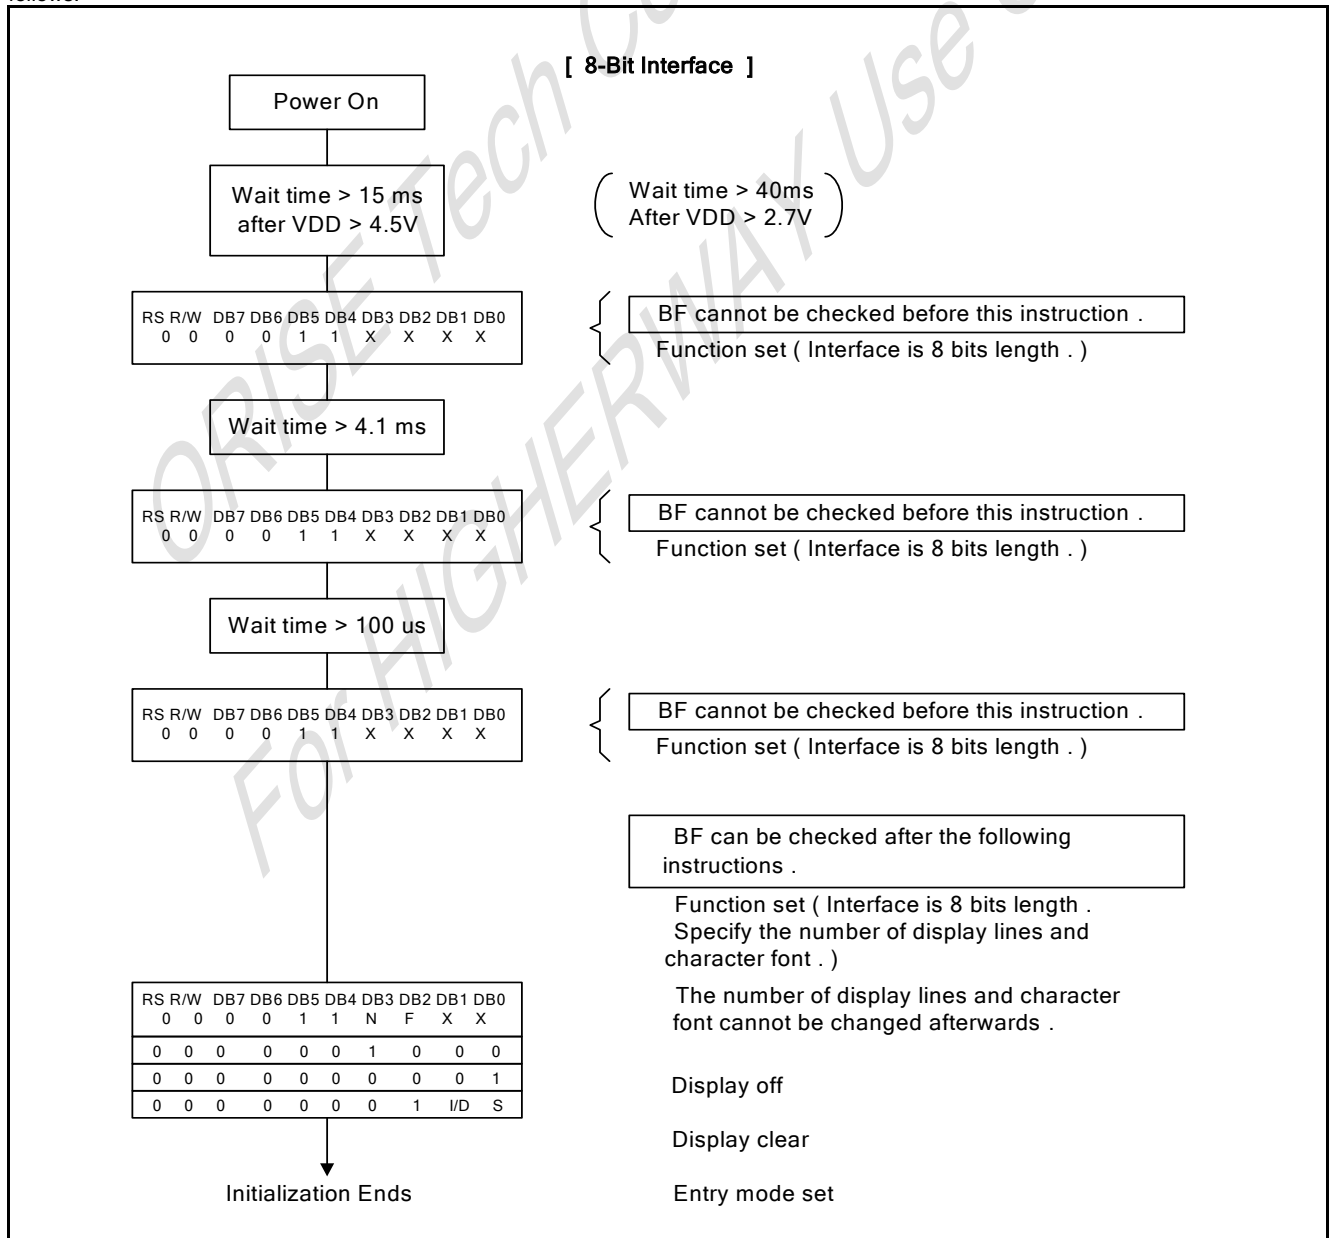 follows:
[ 8-Bit Interface ]
Power On
Wait time > 15 ms
after VDD > 4.5V
Wait time > 40ms
After VDD > 2.7V
RS R/W DB7 DB6 DB5 DB4 DB3 DB2 DB1 DB0
0 0 0 0 1 1 X X X X
BF cannot be checked before this instruction .
Function set ( Interface is 8 bits length . )
Wait time > 4.1 ms
RS R/W DB7 DB6 DB5 DB4 DB3 DB2 DB1 DB0
0 0 0 0 1 1 X X X X
BF cannot be checked before this instruction .
Function set ( Interface is 8 bits length . )
Wait time > 100 us
RS R/W DB7 DB6 DB5 DB4 DB3 DB2 DB1 DB0
0 0 0 0 1 1 X X X X
BF cannot be checked before this instruction .
Function set ( Interface is 8 bits length . )
BF can be checked after the following
instructions .
Function set ( Interface is 8 bits length .
Specify the number of display lines and
character font . )
The number of display lines and character
font cannot be changed afterwards .
RS R/W DB7 DB6 DB5 DB4 DB3 DB2 DB1 DB0
0 0 0 0 1 1 N F X X
0 0 0 0 0 0 1 0 0 0
0 0 0 0 0 0 0 0 0 1
0 0 0 0 0 0 0 1 I/D S
Display off
Display clear
Entry mode set
Initialization Ends
ORISE Tech
For HIGHERWAY Use